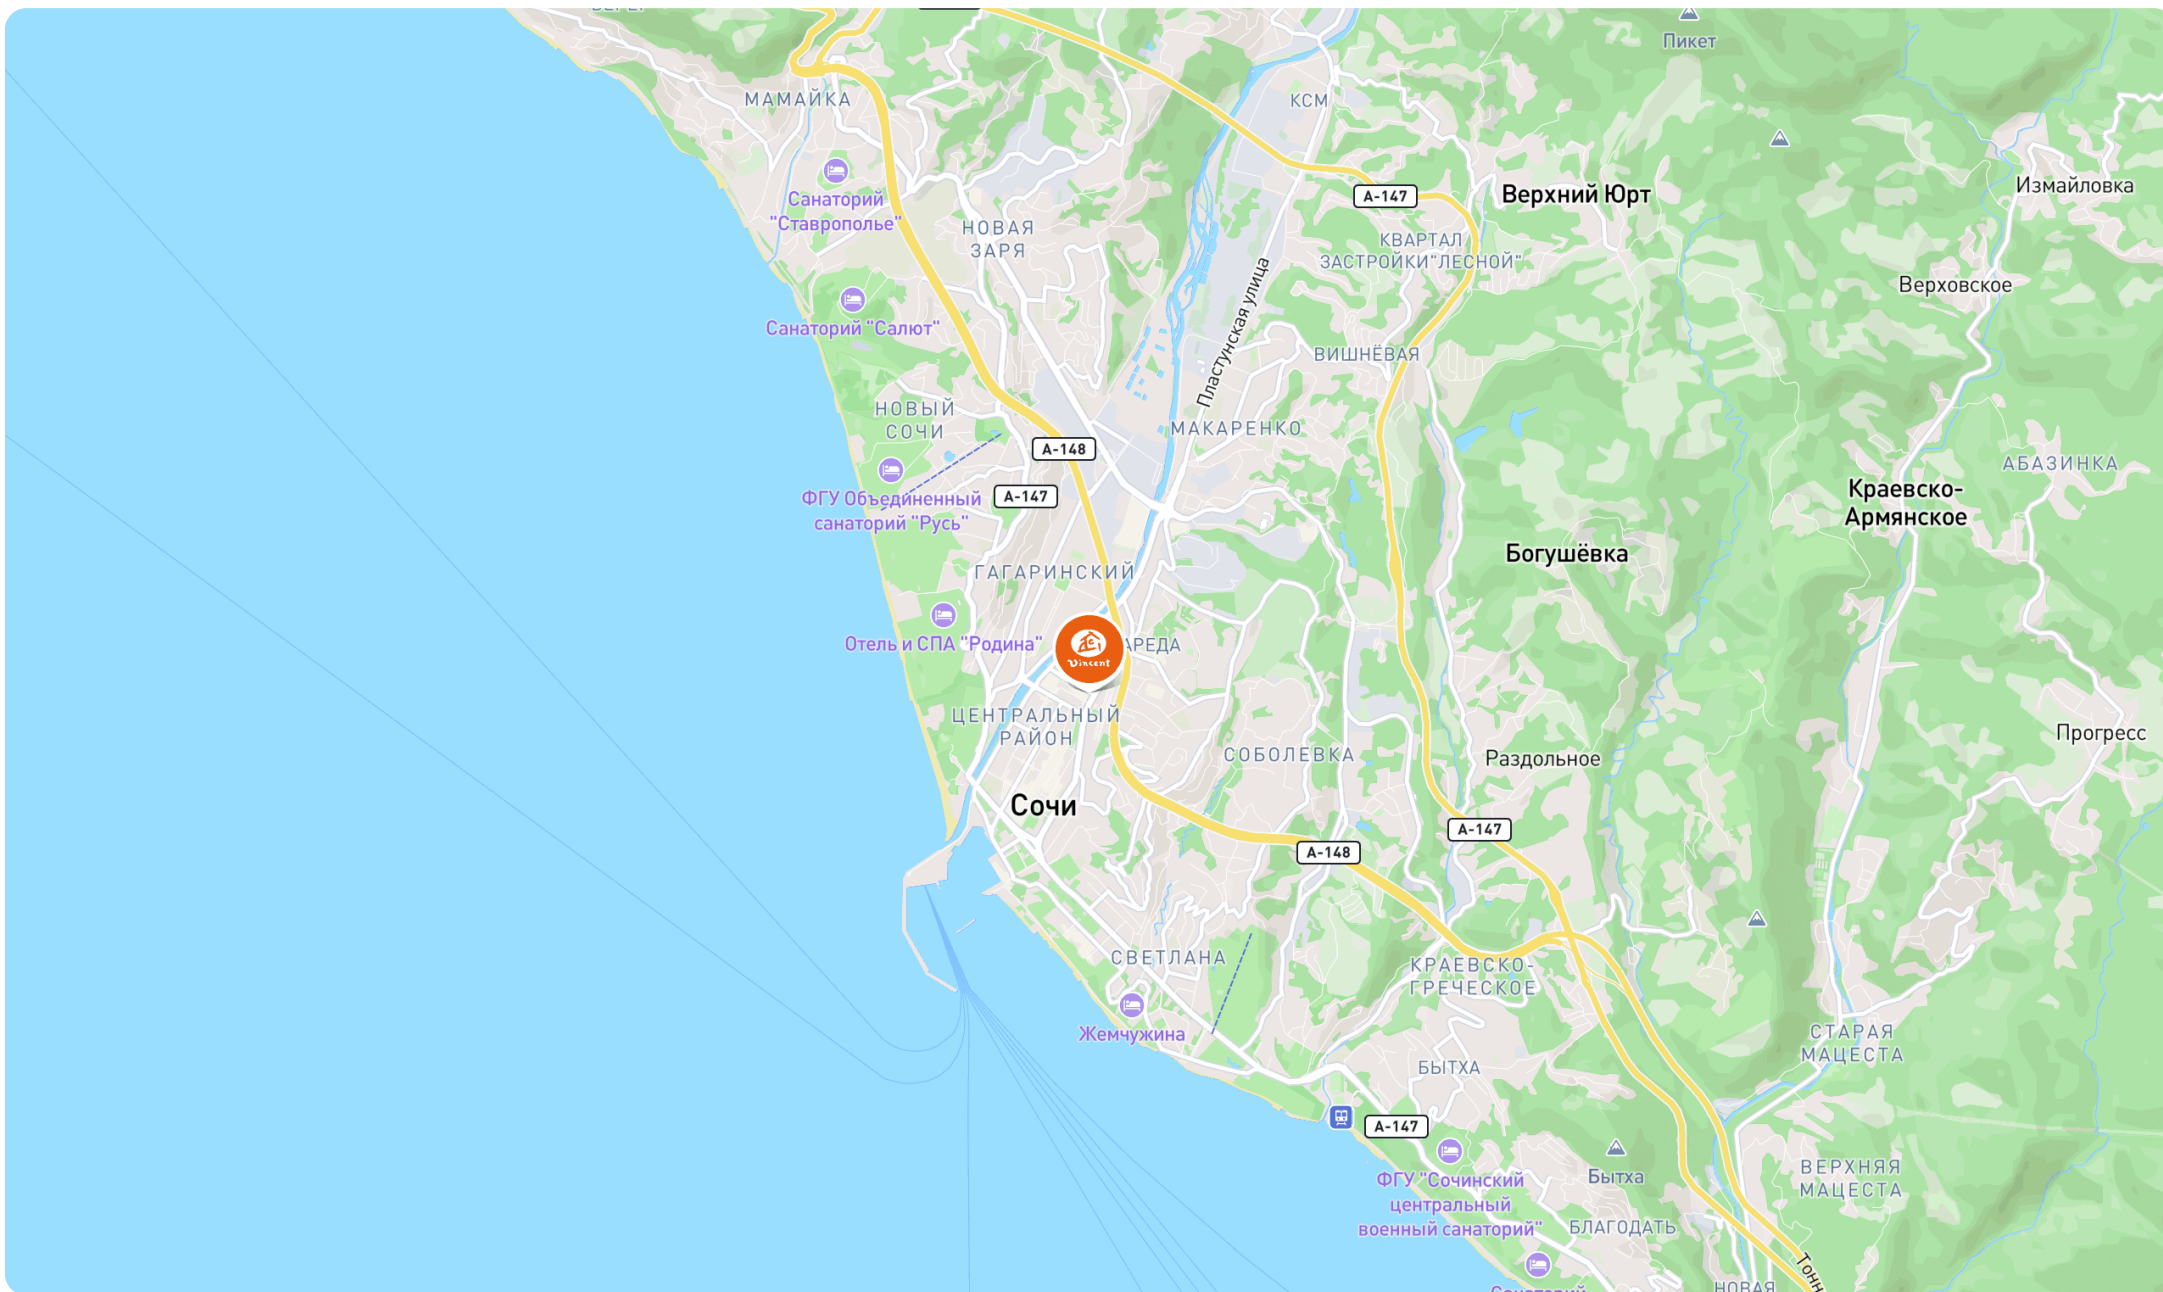 Пикет
МАМАЙКА
КСМ
Санаторий
"Ставрополье"
А-147
Верхний Юрт
Измайловка
НОВАЯ
ЗАРЯ
КВАРТАЛ
ЗАСТРОЙКИ"ЛЕСНОЙ"
Верховское
Санаторий "Салют"
Пластунская улица
ВИШНЁВАЯ
НОВЫЙ
СОЧИ
МАКАРЕНКО
А-148
АБАЗИНКА
А-147
ФГУ Объединенный
санаторий "Русь"
Краевско-
Армянское
Богушёвка
ГАГАРИНСКИЙ
Отель и СПА "Родина"
Vincent
АРЕДА
ЦЕНТРАЛЬНЫЙ
РАЙОН
СОБОЛЕВКА
Раздольное
Прогресс
Сочи
А-147
А-148
СВЕТЛАНА
КРАЕВСКО-
ГРЕЧЕСКОЕ
Жемчужина
СТАРАЯ
МАЦЕСТА
БЫТХА
А-147
ФГУ "Сочинский
центральный
военный санаторий"
Бытха
ВЕРХНЯЯ
МАЦЕСТА
БЛАГОДАТЬ
Тонн
НОВАЯ
Санаторий